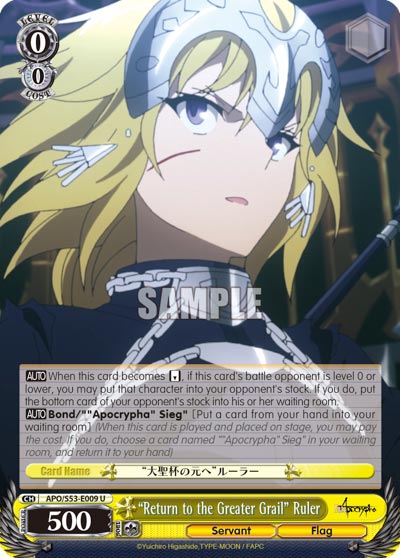 LEVEL
0
0
COST
SAMPLE
AUTO When this card becomes [ ], if this card's battle opponent is level 0 or
lower, you may put that character into your opponent's stock. If you do, put
the bottom card of your opponent's stock into his or her waiting room.
AUTO Bond/""Apocrypha" Sieg" [Put a card from your hand into your
waiting room] (When this card is played and placed on stage, you may pay
the cost. If you do, choose a card named ""Apocrypha" Sieg" in your waiting
room, and return it to your hand)
Card Name
"大聖杯の元へ"ルーラー
CH APO/S53-E009 U
POWER
500
"Return to the Greater Grail" Ruler
Apocrypha
Servant
Flag
©Yuichiro Higashide,TYPE-MOON / FAPC